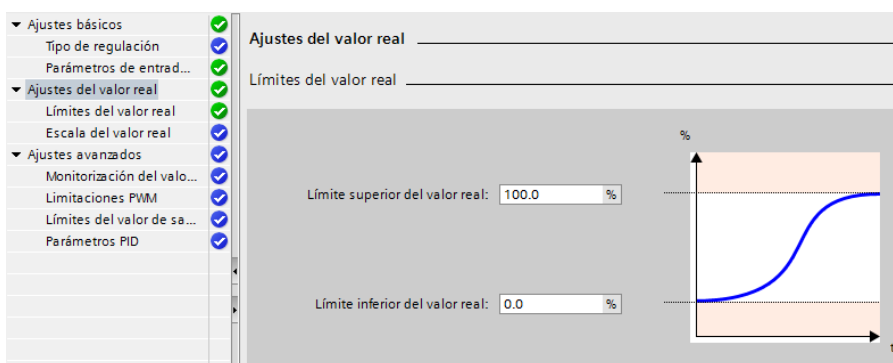 Ajustes básicos
Tipo de regulación
Parámetros de entrad...
Ajustes del valor real
Límites del valor real
Escala del valor real
Ajustes avanzados
Monitorización del valo...
Limitaciones PWM
Límites del valor de sa...
Parámetros PID
Ajustes del valor real
Límites del valor real
%
Límite superior del valor real: 100.0 %
Límite inferior del valor real: 0.0 %